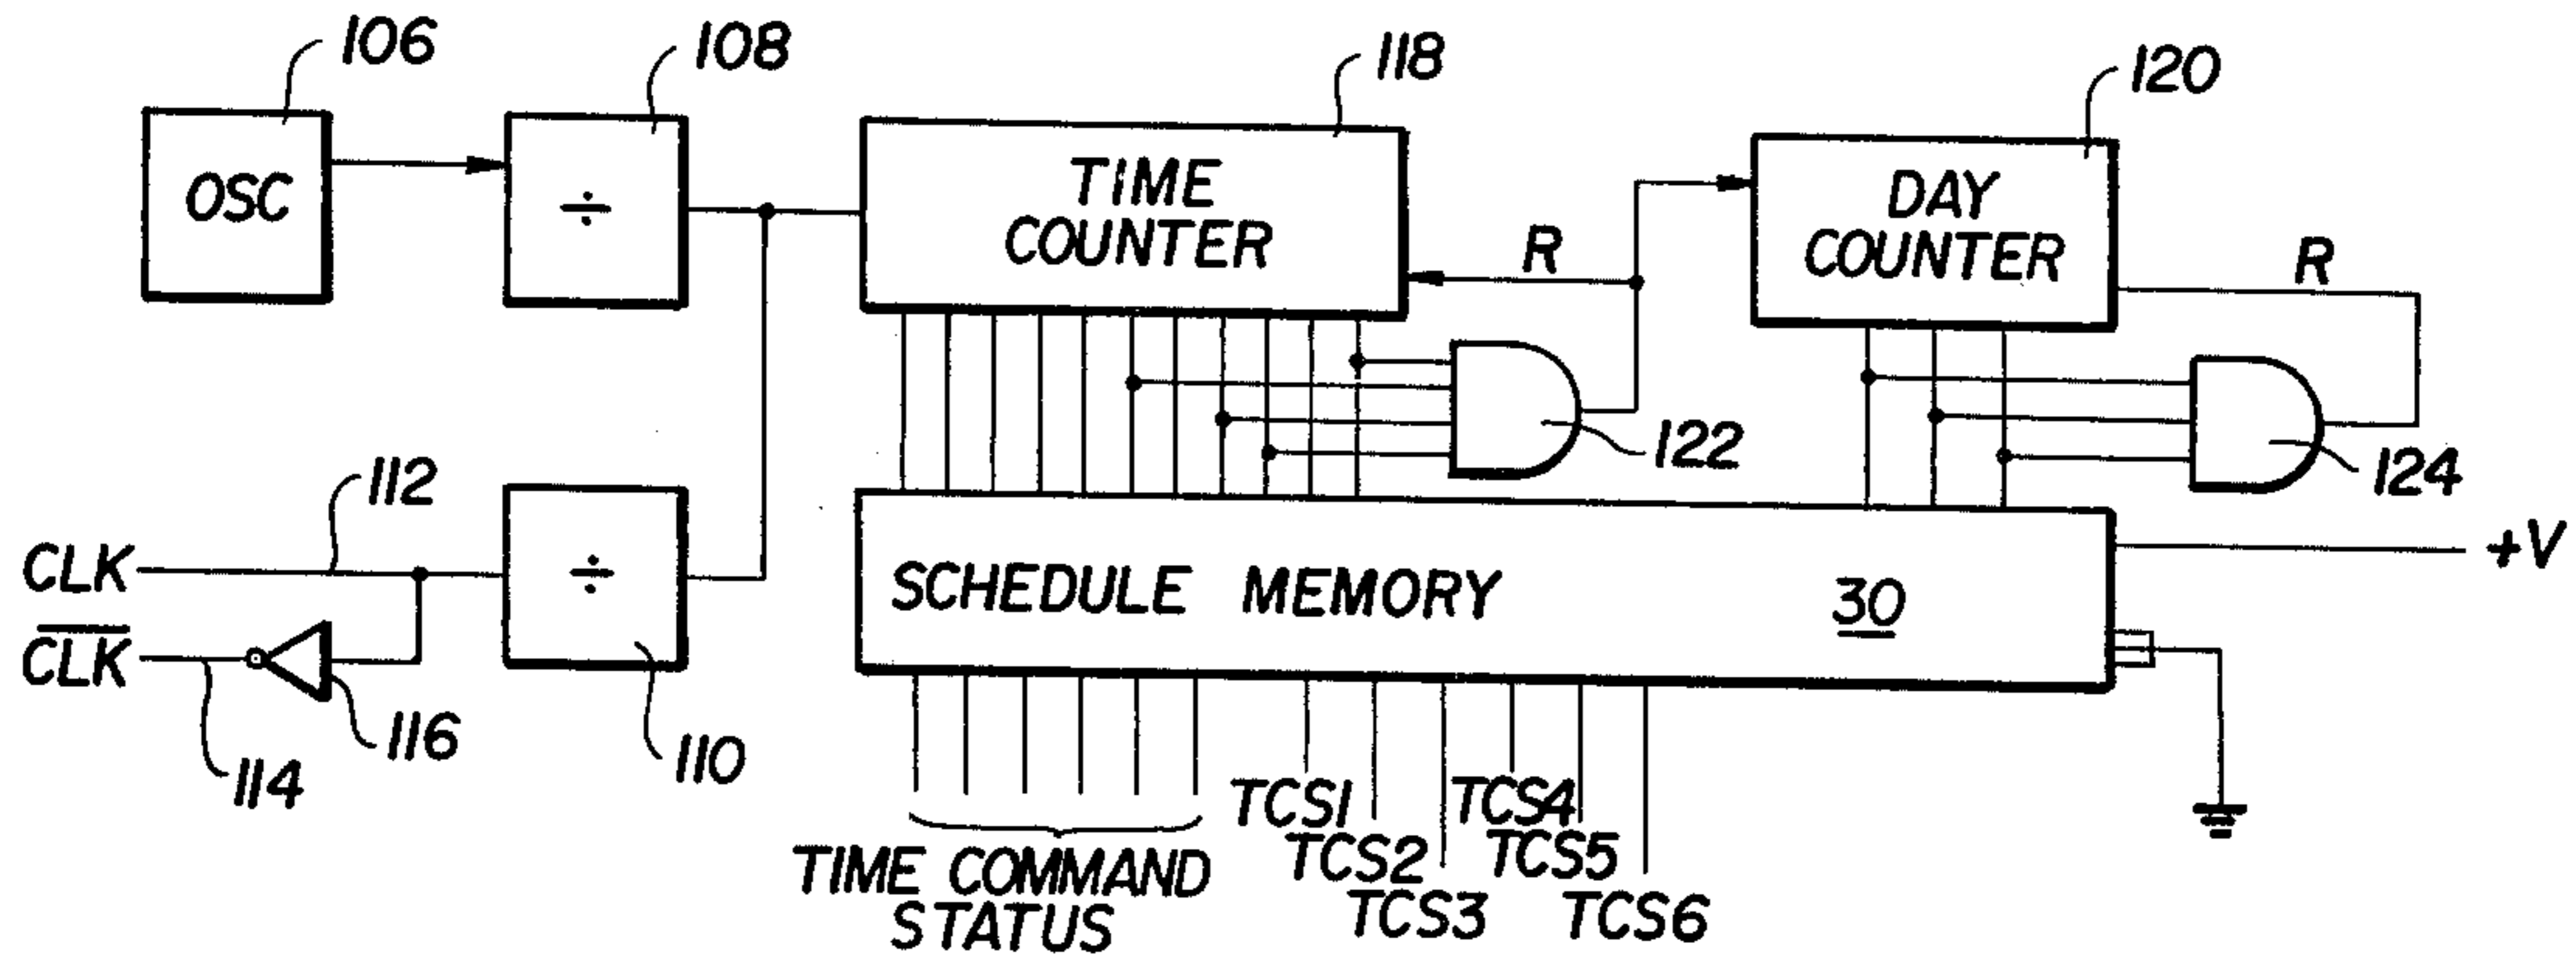 106
108
118
120
OSC
÷
TIME
COUNTER
R
DAY
COUNTER
R
122
124
112
CLK
CLK̅
÷
116
114
110
SCHEDULE MEMORY 30
+V
TCS1
TCS4
TCS2
TCS5
TCS3
TCS6
TIME COMMAND
STATUS